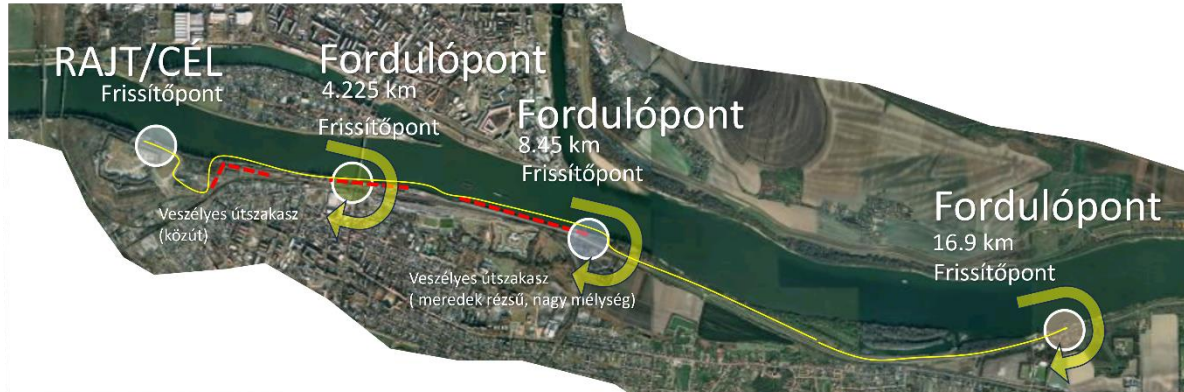 RAJT/CÉL
Frissítőpont
Fordulópont
4.225 km
Frissítőpont
Fordulópont
8.45 km
Frissítőpont
Fordulópont
16.9 km
Frissítőpont
Veszélyes útszakasz
(közút)
Veszélyes útszakasz
( meredek rézsű, nagy mélység)